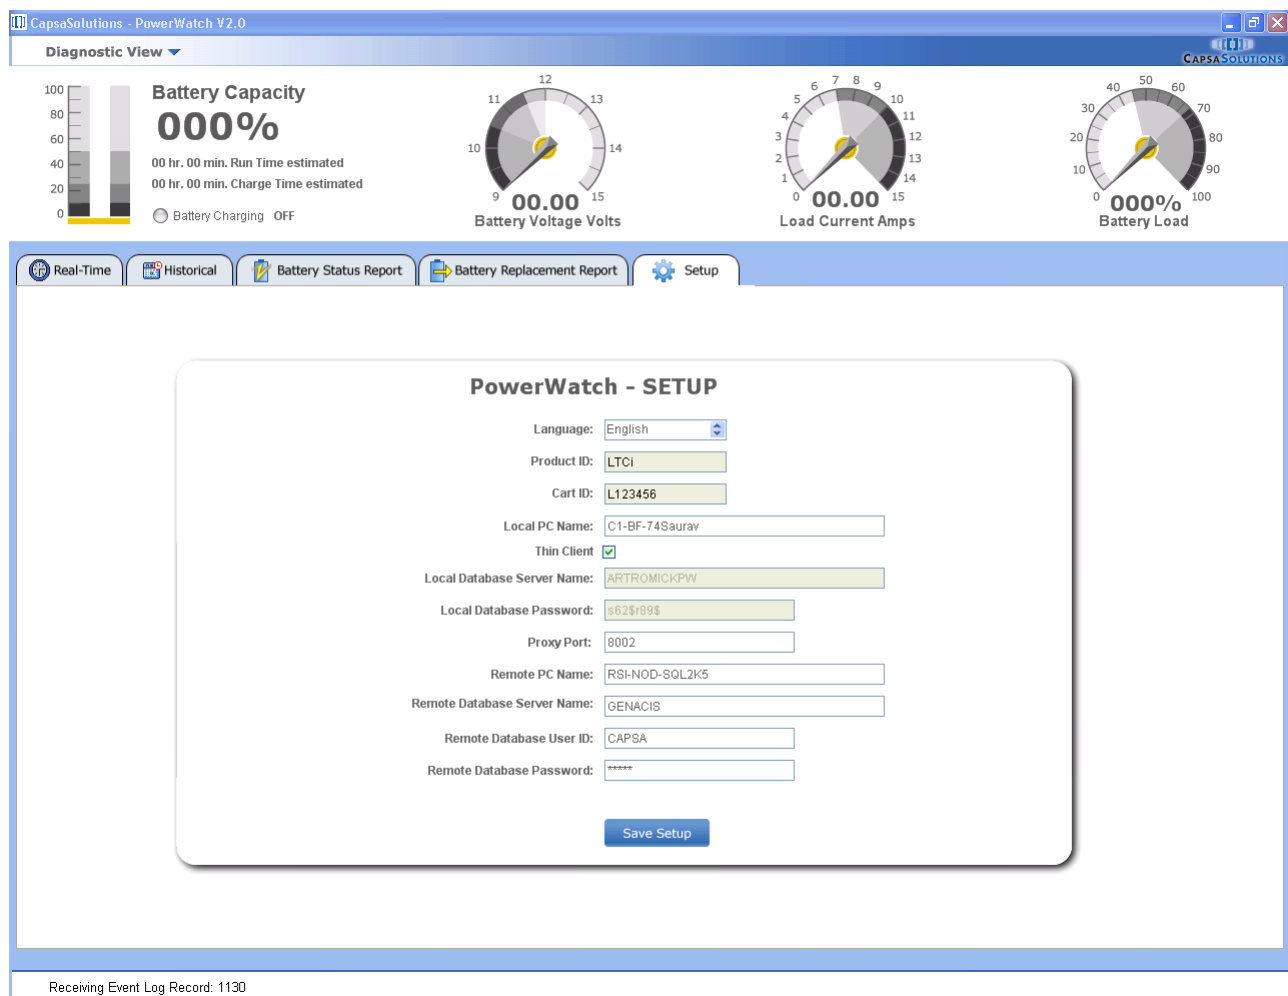 CapsaSolutions - PowerWatch V2.0
Diagnostic View
CAPSASOLUTIONS
100
80
60
40
20
0
Battery Capacity
000%
00 hr. 00 min. Run Time estimated
00 hr. 00 min. Charge Time estimated
Battery Charging OFF
9 10 11 12 13 14 15
00.00
Battery Voltage Volts
0 1 2 3 4 5 6 7 8 9 10 11 12 13 14 15
00.00
Load Current Amps
0 10 20 30 40 50 60 70 80 90 100
000%
Battery Load
Real-Time Historical Battery Status Report Battery Replacement Report Setup
PowerWatch - SETUP
Language: English
Product ID: LTCi
Cart ID: L123456
Local PC Name: C1-BF-74Saurav
Thin Client
Local Database Server Name: ARTROMICKPW
Local Database Password: s62$r89$
Proxy Port: 8002
Remote PC Name: RSI-NOD-SQL2K5
Remote Database Server Name: GENACIS
Remote Database User ID: CAPSA
Remote Database Password: *****
Save Setup
Receiving Event Log Record: 1130